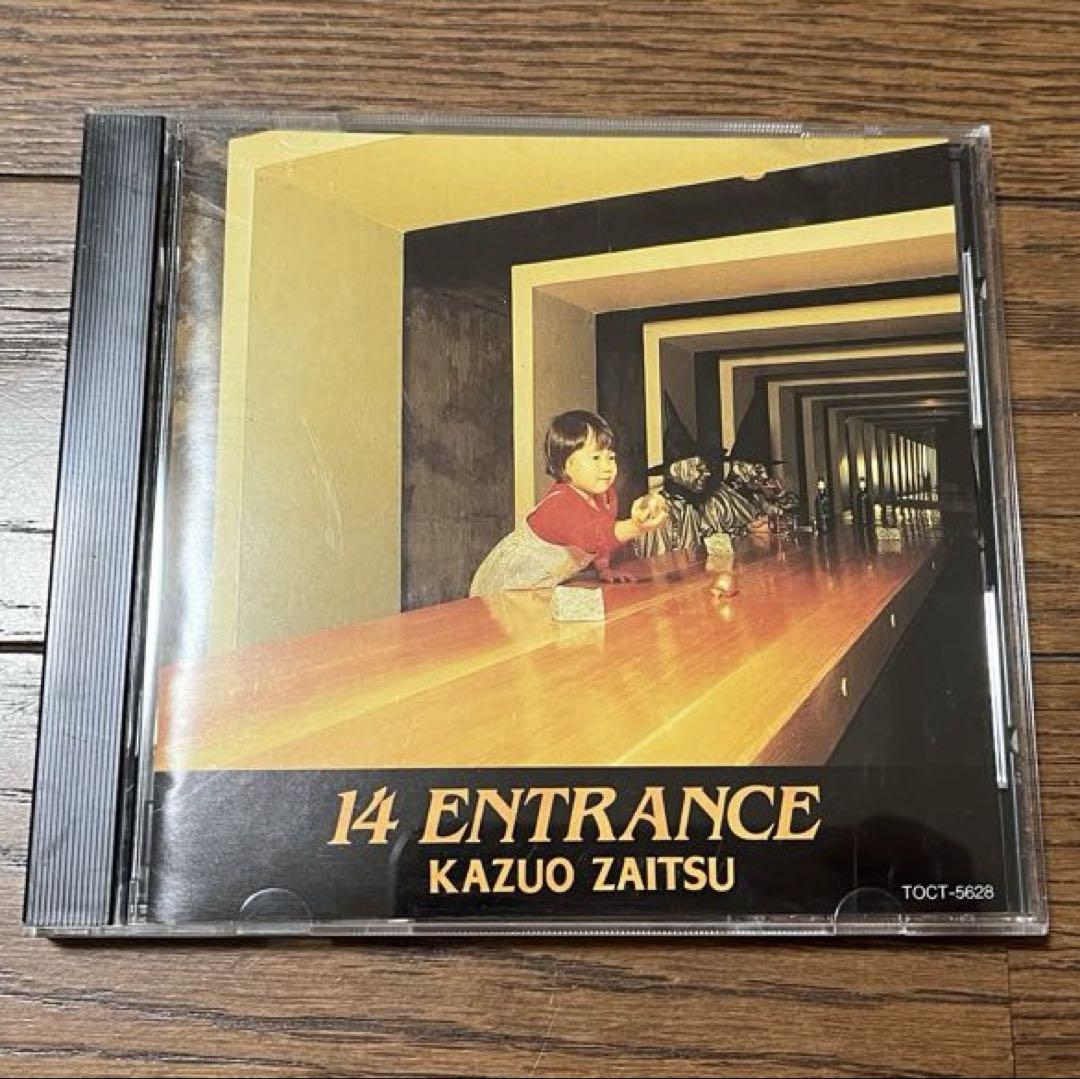 14 ENTRANCE
KAZUO ZAITSU
TOCT-5628